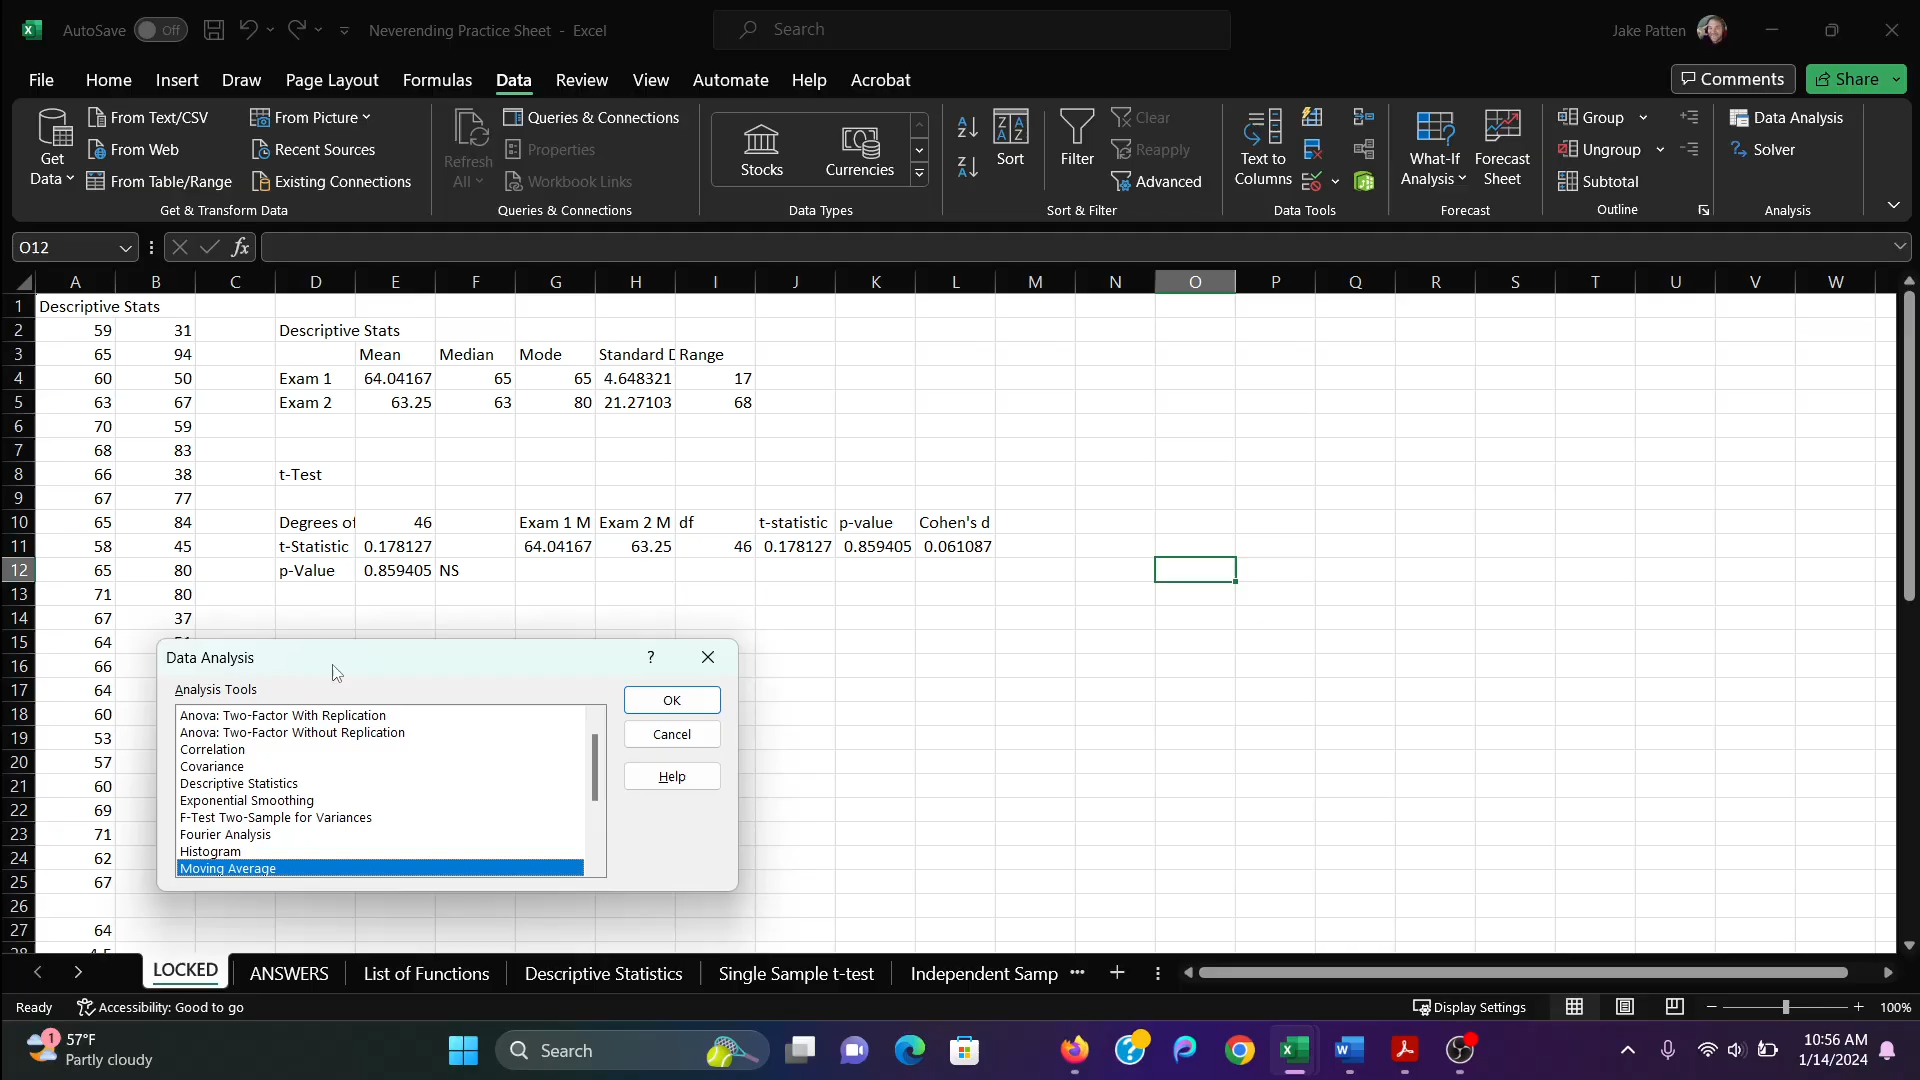 AutoSave Off Neverending Practice Sheet - Excel Search Jake Patten
File Home Insert Draw Page Layout Formulas Data Review View Automate Help Acrobat Comments Share
Get Data From Text/CSV From Web From Table/Range From Picture Recent Sources Existing Connections
Refresh All Queries & Connections Properties Workbook Links
Stocks Currencies
Sort Filter Clear Reapply Advanced
Text to Columns
What-If Analysis Forecast Sheet
Group Ungroup Subtotal
Data Analysis Solver
Get & Transform Data Queries & Connections Data Types Sort & Filter Data Tools Forecast Outline Analysis
O12 fx
A B C D E F G H I J K L M N O P Q R S T U V W
1 Descriptive Stats
2 59 31 Descriptive Stats
3 65 94 Mean Median Mode Standard D Range
4 60 50 Exam 1 64.04167 65 65 4.648321 17
5 63 67 Exam 2 63.25 63 80 21.27103 68
6 70 59
7 68 83
8 66 38 t-Test
9 67 77
10 65 84 Degrees of 46 Exam 1 M Exam 2 M df t-statistic p-value Cohen's d
11 58 45 t-Statistic 0.178127 64.04167 63.25 46 0.178127 0.859405 0.061087
12 65 80 p-Value 0.859405 NS
13 71 80
14 67 37
15 64
16 66
17 64
18 60
19 53
20 57
21 60
22 69
23 71
24 62
25 67
26
27 64
Data Analysis ?
Analysis Tools
Anova: Two-Factor With Replication
Anova: Two-Factor Without Replication
Correlation
Covariance
Descriptive Statistics
Exponential Smoothing
F-Test Two-Sample for Variances
Fourier Analysis
Histogram
Moving Average
OK
Cancel
Help
LOCKED ANSWERS List of Functions Descriptive Statistics Single Sample t-test Independent Samp
Ready Accessibility: Good to go Display Settings 100%
1 57°F
Partly cloudy
Search
10:56 AM
1/14/2024